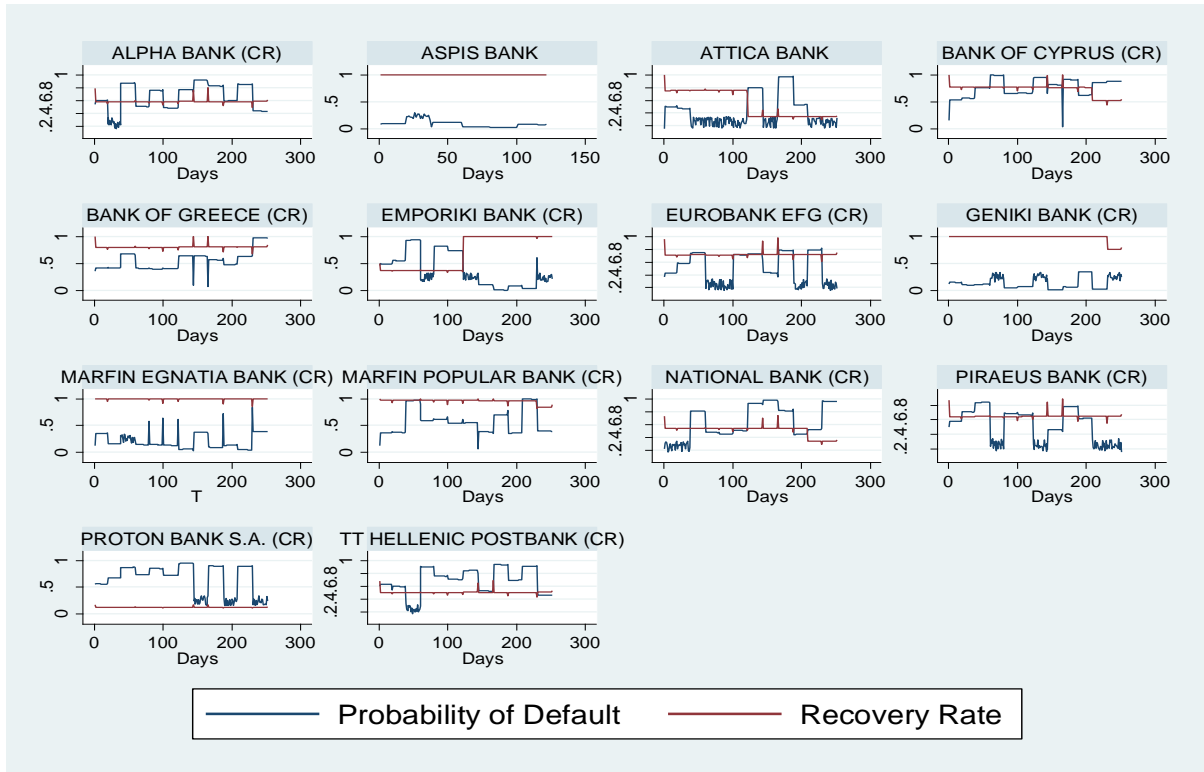 ALPHA BANK (CR)
.2.4.6.8 1
0 100 200 300
Days
ASPIS BANK
0 .5 1
0 50 100 150
Days
ATTICA BANK
.2.4.6.8 1
0 100 200 300
Days
BANK OF CYPRUS (CR)
0 .5 1
0 100 200 300
Days
BANK OF GREECE (CR)
0 .5 1
0 100 200 300
Days
EMPORIKI BANK (CR)
0 .5 1
0 100 200 300
Days
EUROBANK EFG (CR)
.2.4.6.8 1
0 100 200 300
Days
GENIKI BANK (CR)
0 .5 1
0 100 200 300
Days
MARFIN EGNATIA BANK (CR)
0 .5 1
0 100 200 300
T
MARFIN POPULAR BANK (CR)
0 .5 1
0 100 200 300
Days
NATIONAL BANK (CR)
.2.4.6.8 1
0 100 200 300
Days
PIRAEUS BANK (CR)
.2.4.6.8 1
0 100 200 300
Days
PROTON BANK S.A. (CR)
0 .5 1
0 100 200 300
Days
TT HELLENIC POSTBANK (CR)
.2.4.6.8 1
0 100 200 300
Days
Probability of Default
Recovery Rate